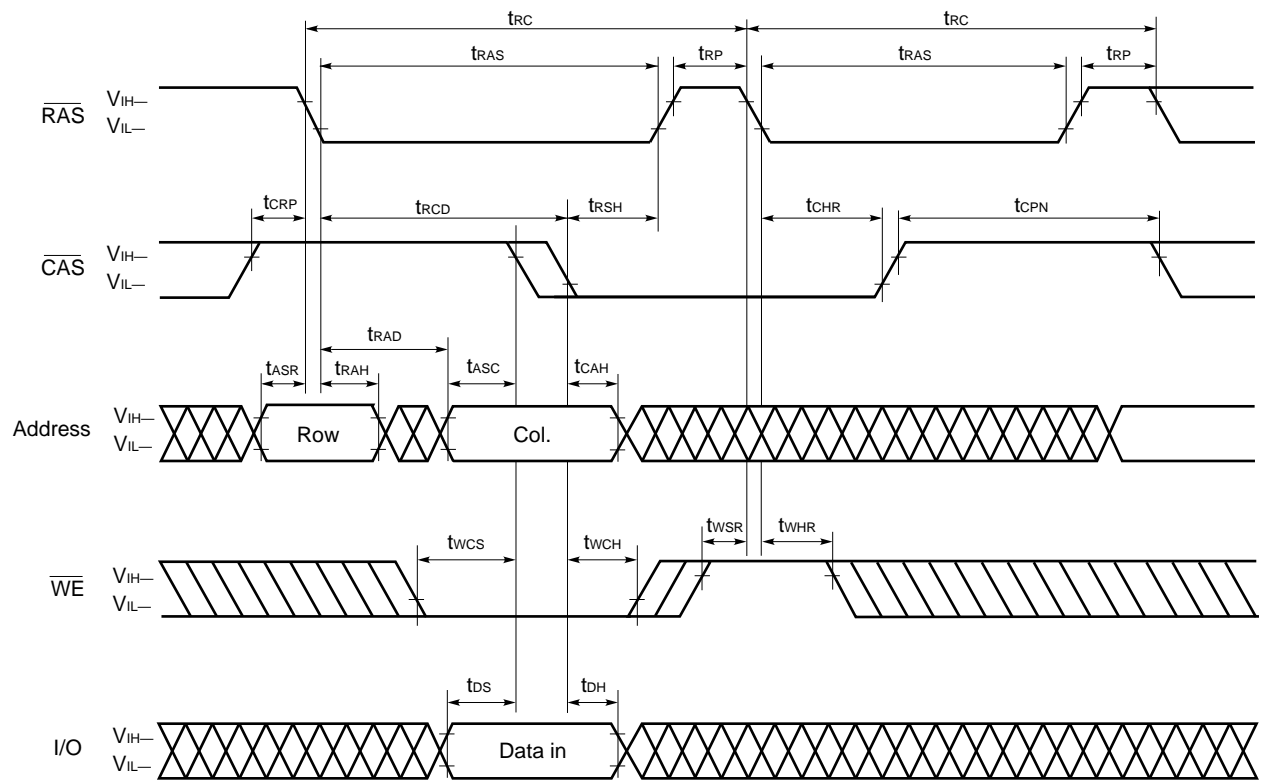 tRC tRC
tRAS tRP tRAS tRP
RAS VIH— VIL—
tCRP tRCD tRSH tCHR tCPN
CAS VIH— VIL—
tRAD
tASR tRAH tASC tCAH
Address VIH— VIL— Row Col.
tWCS tWCH tWSR tWHR
WE VIH— VIL—
tDS tDH
I/O VIH— VIL— Data in